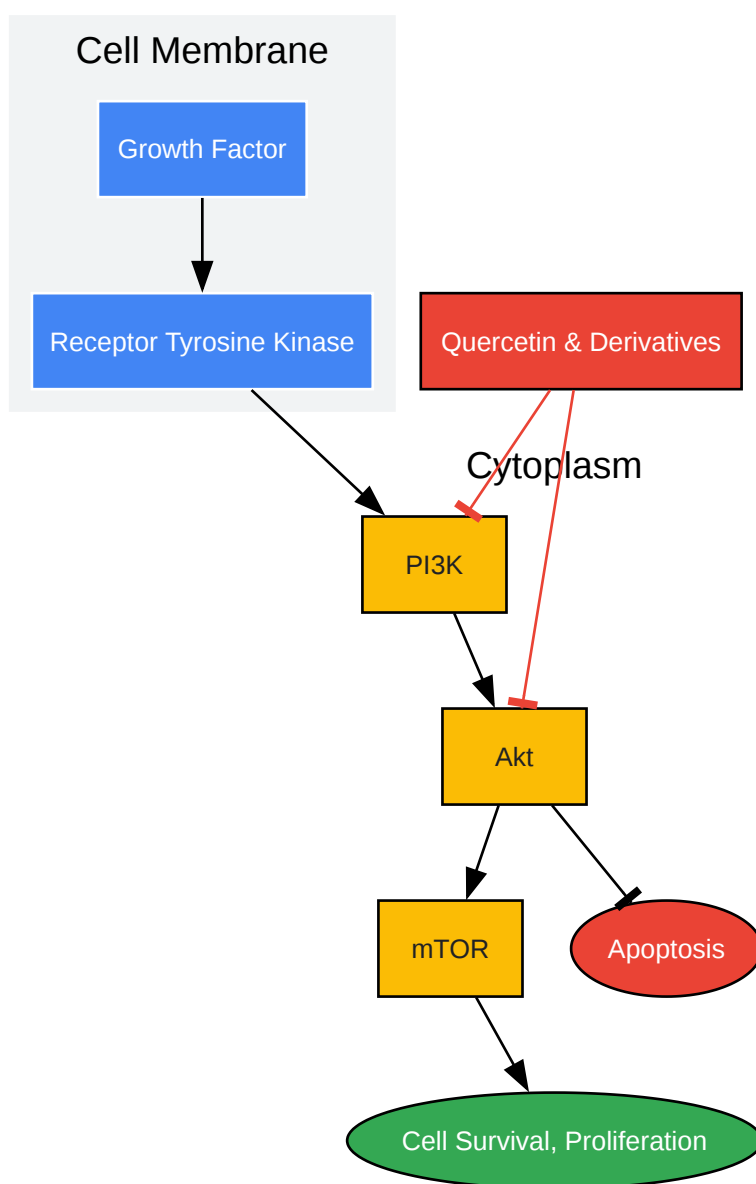 Cell Membrane
Growth Factor
Receptor Tyrosine Kinase
Quercetin & Derivatives
Cytoplasm
PI3K
Akt
mTOR
Apoptosis
Cell Survival, Proliferation